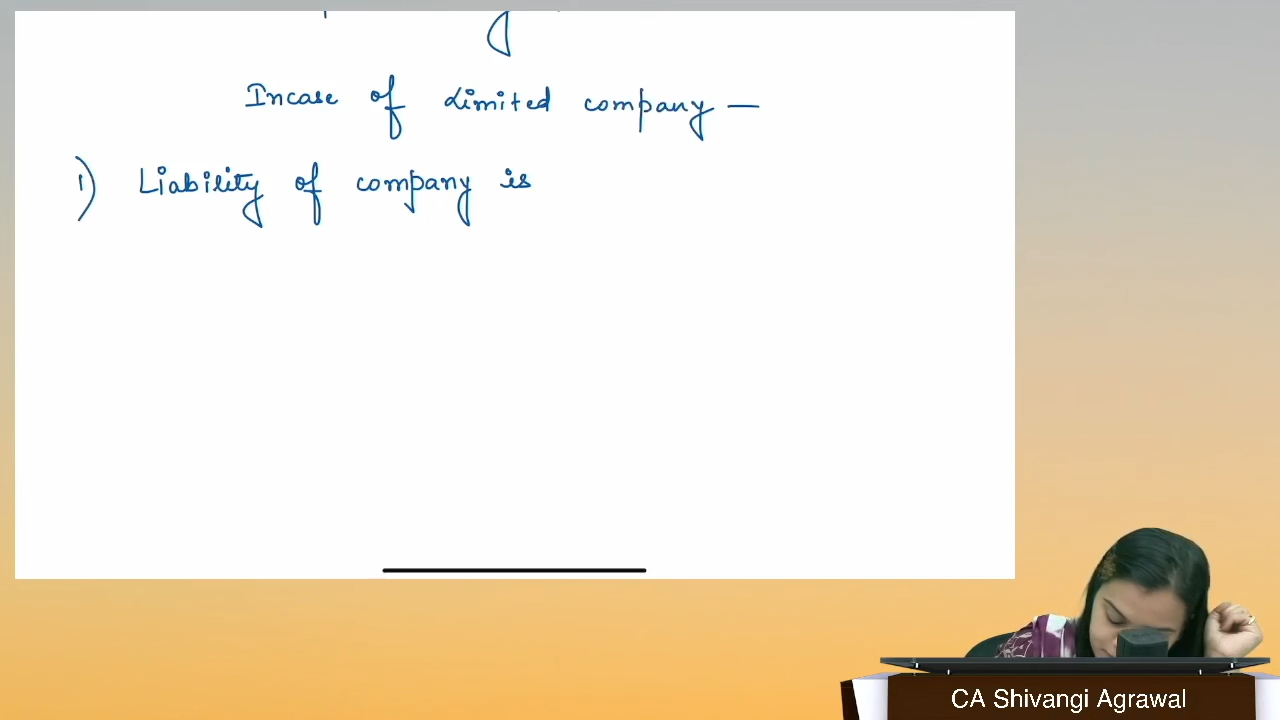 Incase of Limited company —
1) Liability of company is
CA Shivangi Agrawal